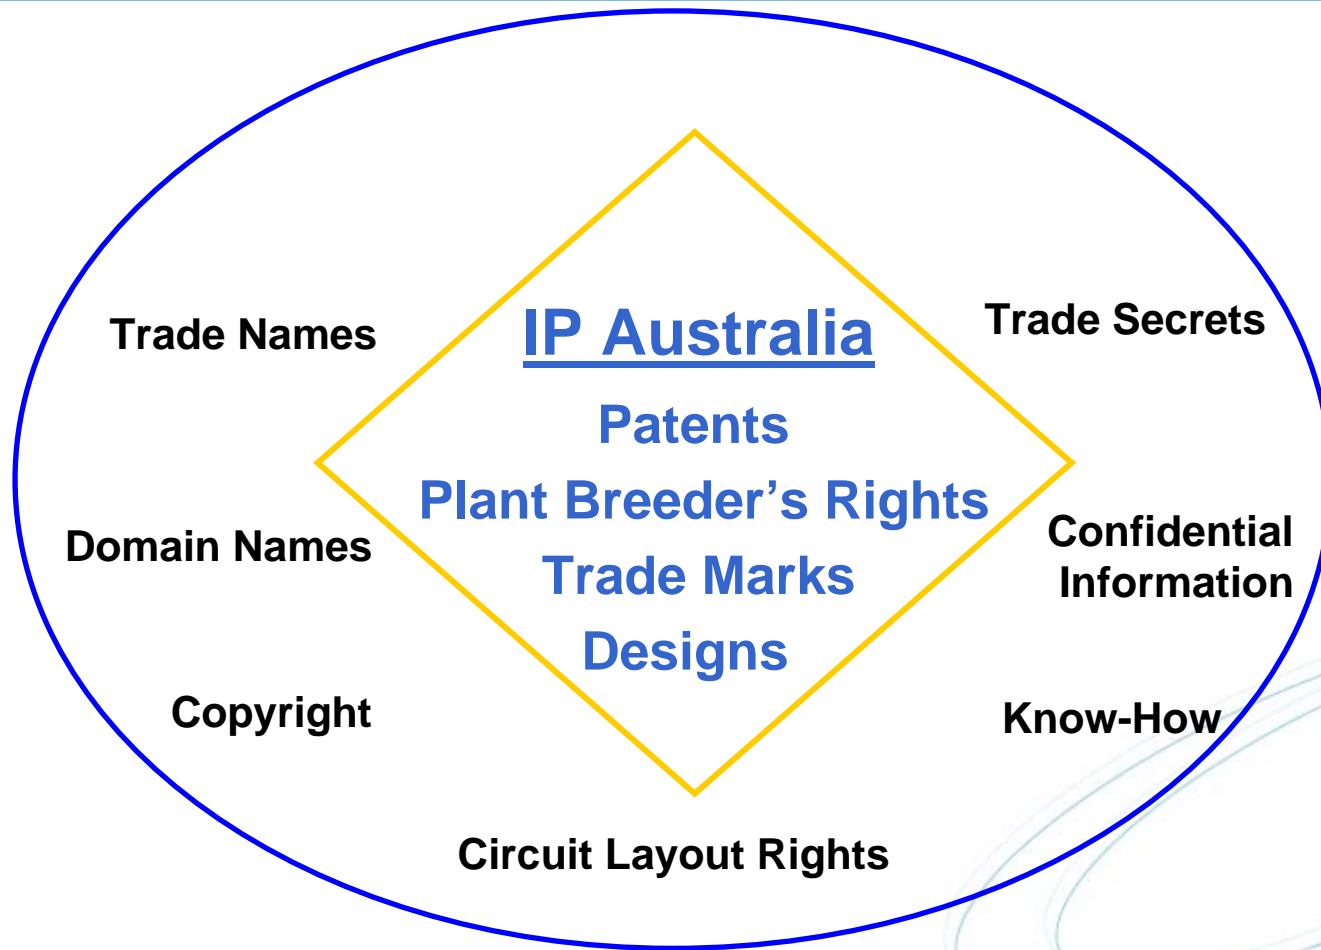 Trade Names
IP Australia
Trade Secrets
Patents
Plant Breeder’s Rights
Domain Names
Confidential
Information
Trade Marks
Designs
Copyright
Know-How
Circuit Layout Rights